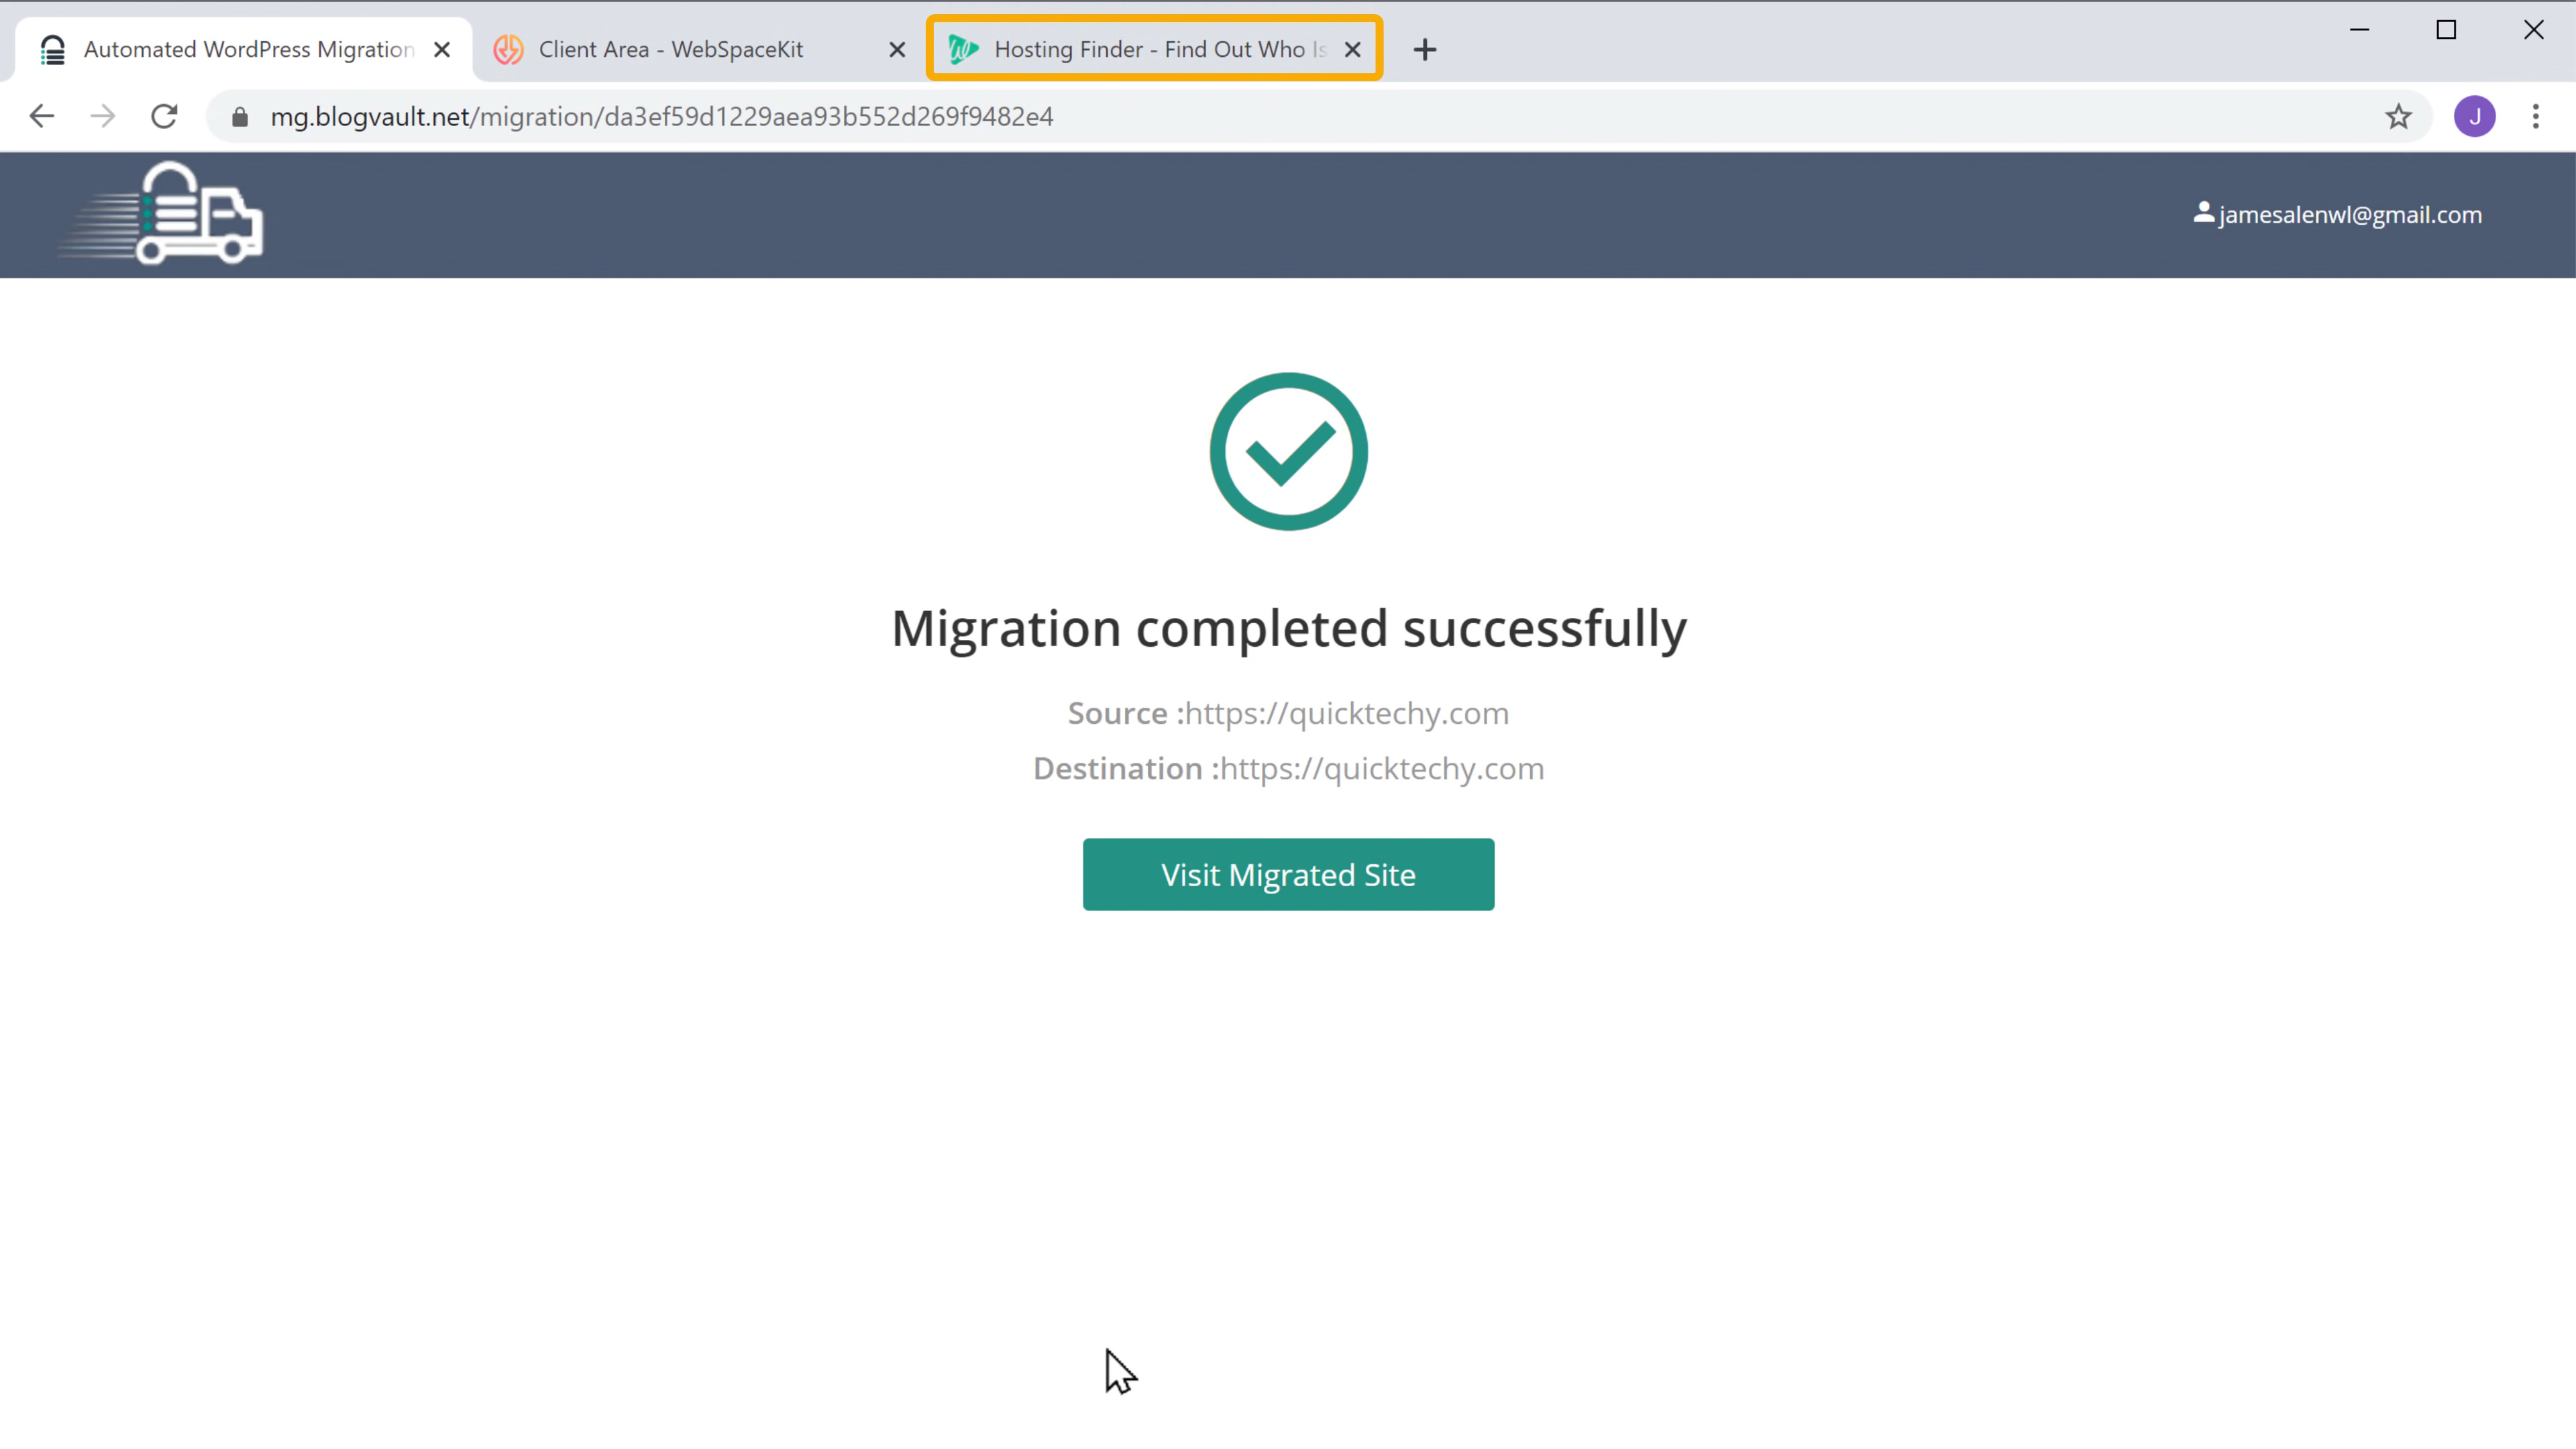 Automated WordPress Migration
Client Area - WebSpaceKit
Hosting Finder - Find Out Who Is
mg.blogvault.net/migration/da3ef59d1229aea93b552d269f9482e4
J
jamesalenwl@gmail.com
Migration completed successfully
Source :https://quicktechy.com
Destination :https://quicktechy.com
Visit Migrated Site